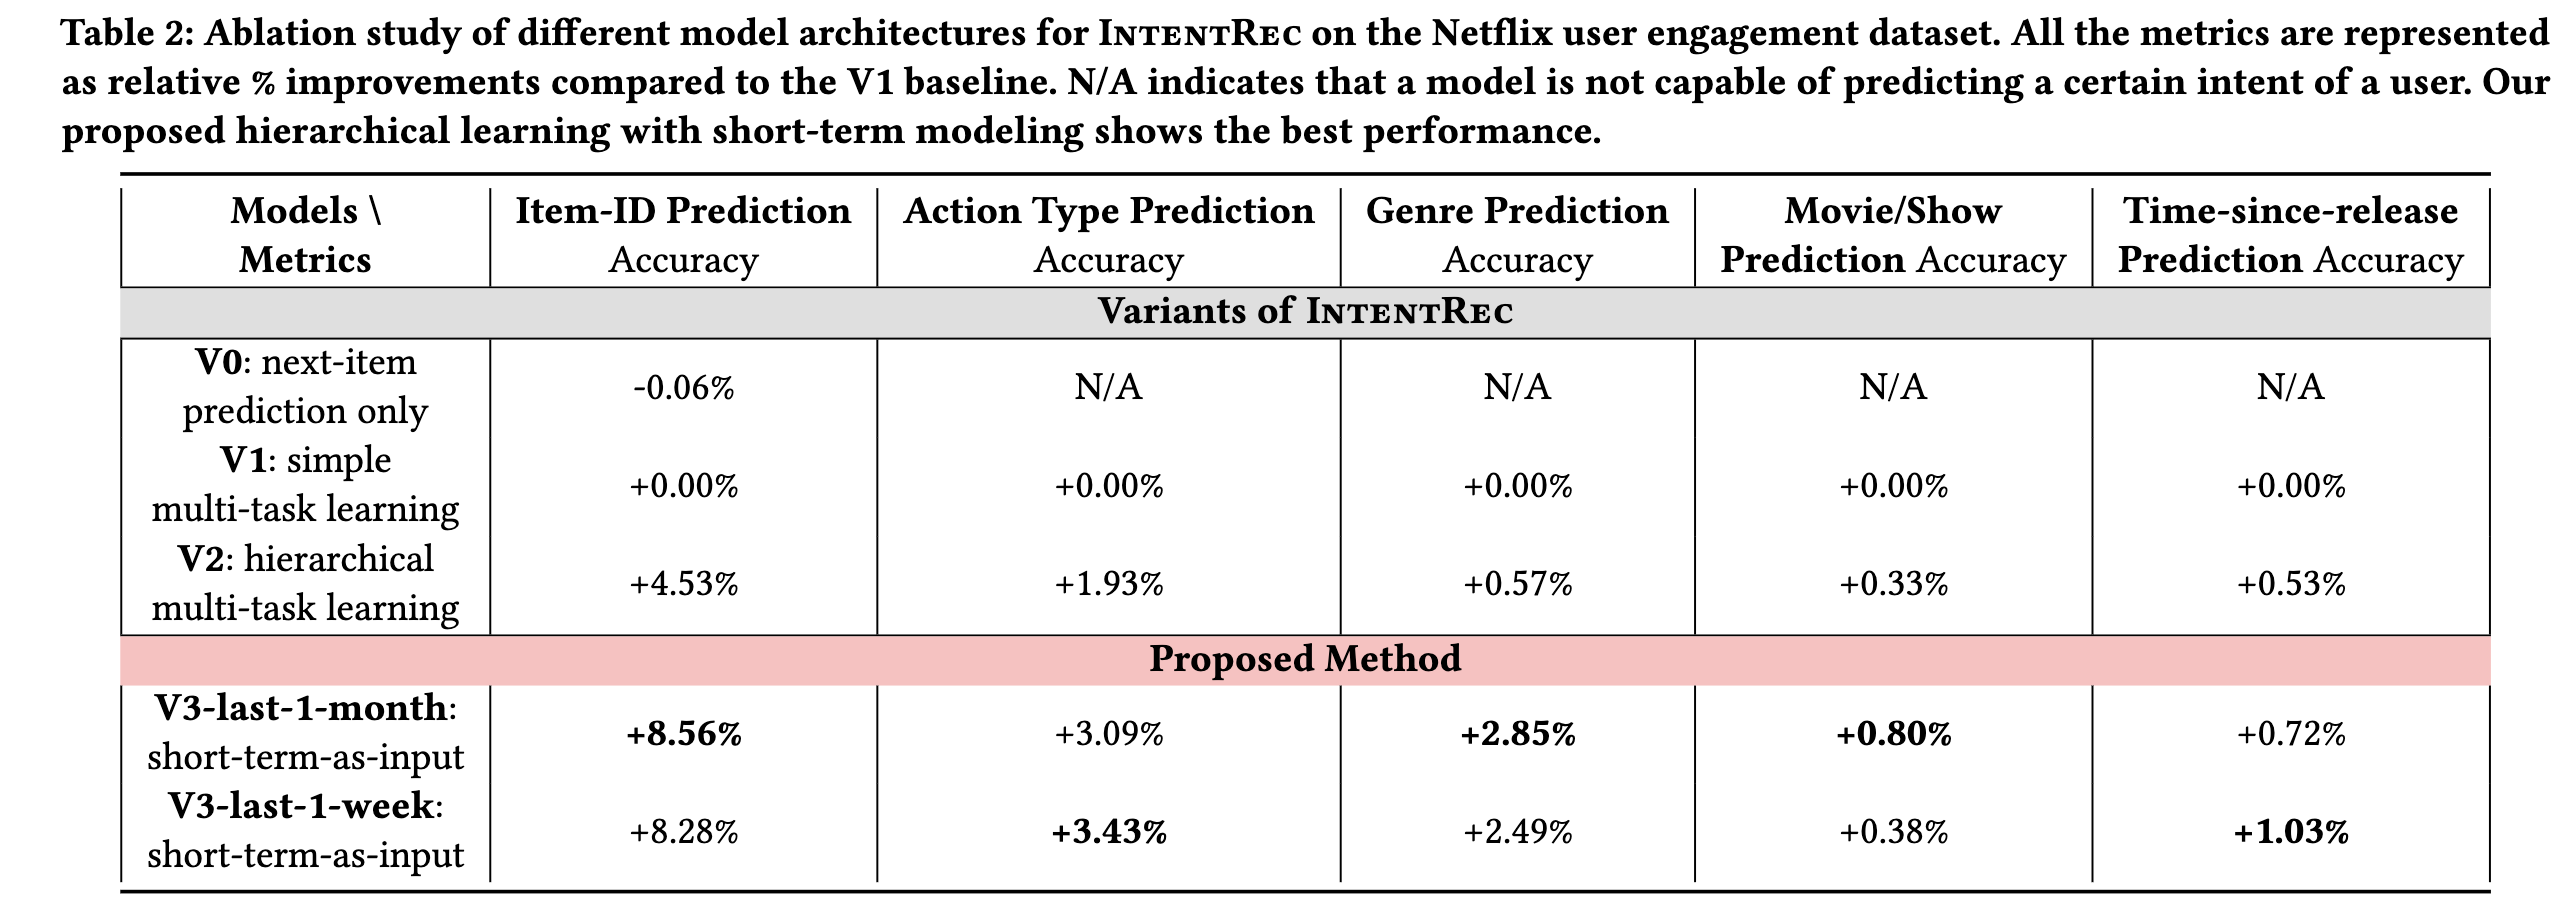 Table 2: Ablation study of different model architectures for INTENTREC on the Netflix user engagement dataset. All the metrics are represented
as relative % improvements compared to the V1 baseline. N/A indicates that a model is not capable of predicting a certain intent of a user. Our
proposed hierarchical learning with short-term modeling shows the best performance.
Models \ Item-ID Prediction Action Type Prediction Genre Prediction Movie/Show Time-since-release
Metrics Accuracy Accuracy Accuracy Prediction Accuracy Prediction Accuracy
Variants of INTENTREC
V0: next-item
prediction only -0.06% N/A N/A N/A N/A
V1: simple
multi-task learning +0.00% +0.00% +0.00% +0.00% +0.00%
V2: hierarchical
multi-task learning +4.53% +1.93% +0.57% +0.33% +0.53%
Proposed Method
V3-last-1-month:
short-term-as-input +8.56% +3.09% +2.85% +0.80% +0.72%
V3-last-1-week:
short-term-as-input +8.28% +3.43% +2.49% +0.38% +1.03%